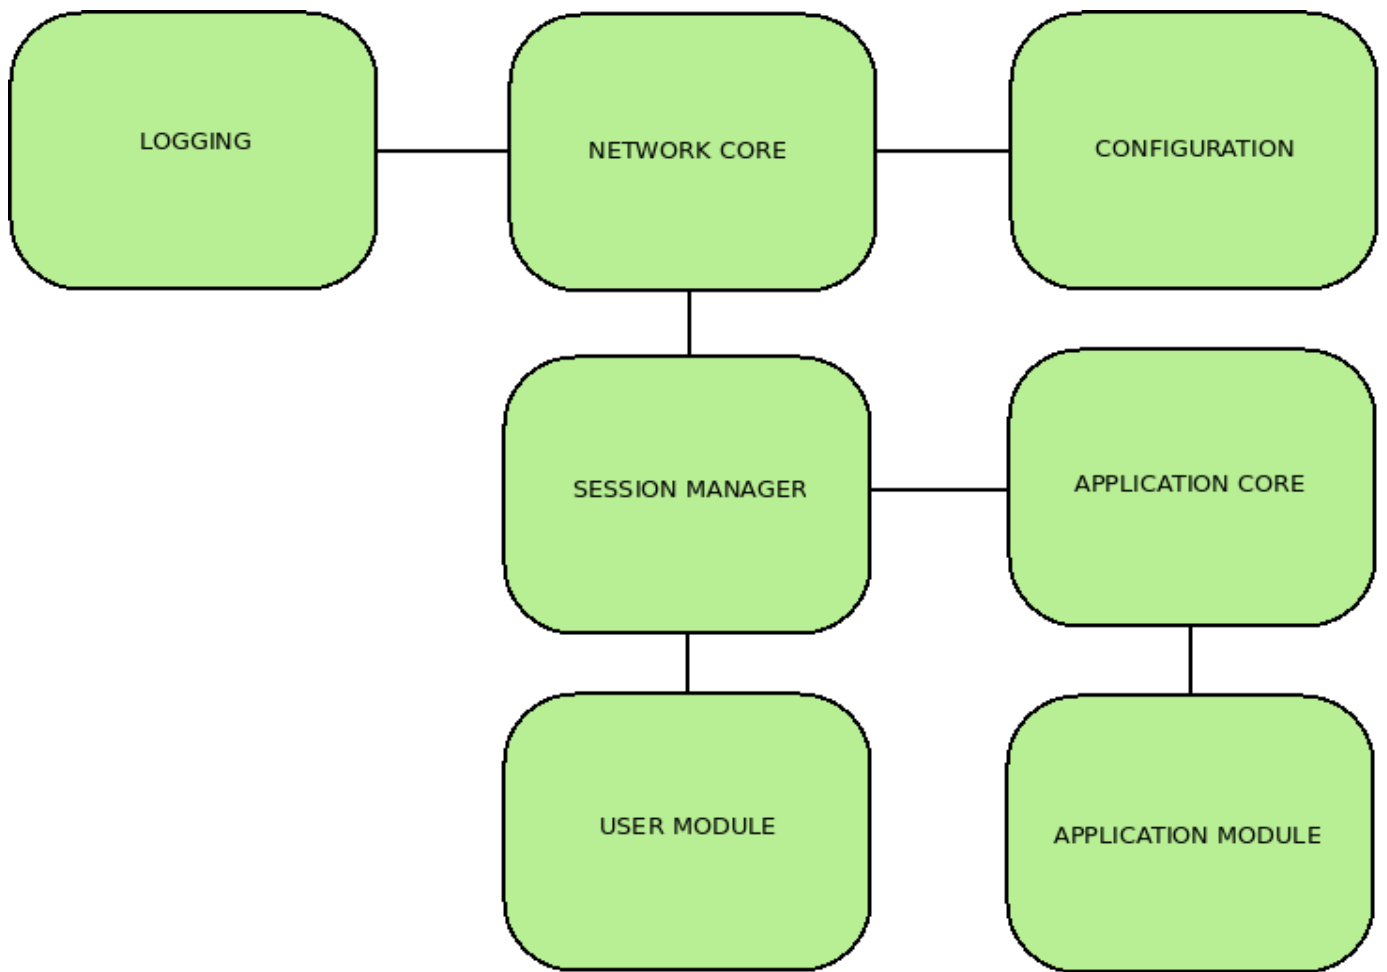 LOGGING
NETWORK CORE
CONFIGURATION
SESSION MANAGER
APPLICATION CORE
USER MODULE
APPLICATION MODULE